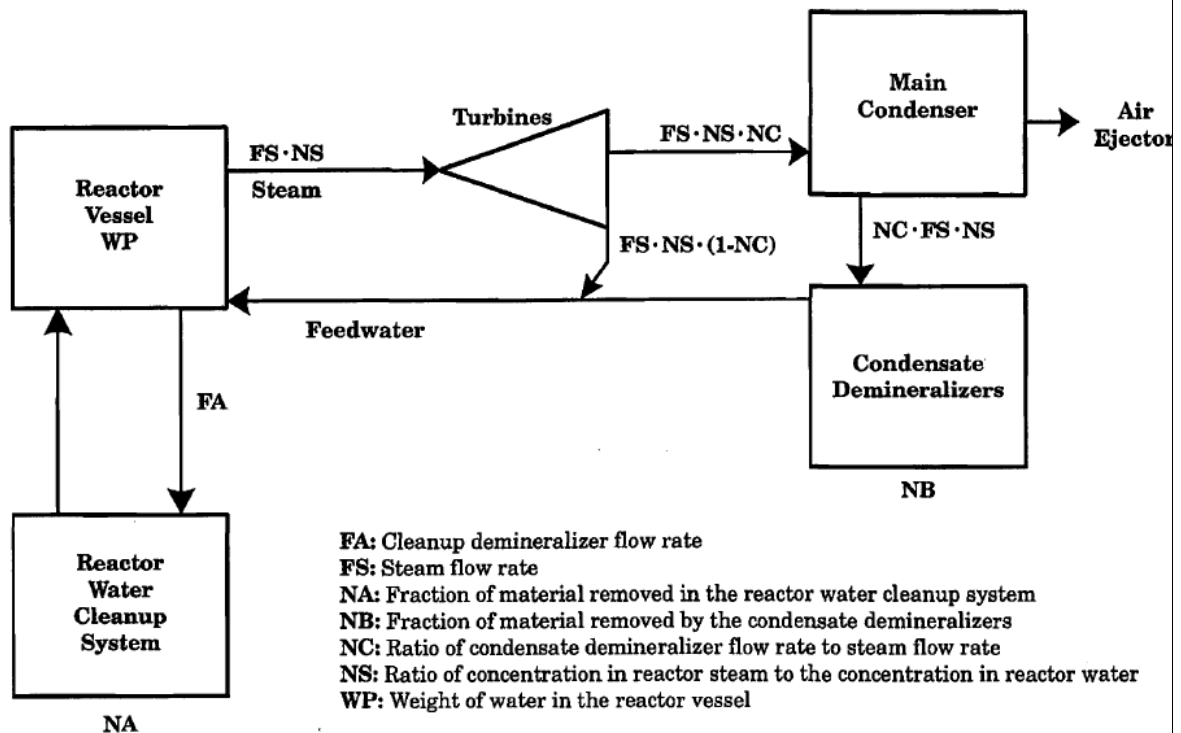 Main
Condenser
Air
Ejector
Turbines
FS·NS·NC
FS·NS
Steam
Reactor
Vessel
WP
FS·NS·(1-NC)
NC·FS·NS
Feedwater
Condensate
Demineralizers
FA
NB
Reactor
Water
Cleanup
System
NA
FA: Cleanup demineralizer flow rate
FS: Steam flow rate
NA: Fraction of material removed in the reactor water cleanup system
NB: Fraction of material removed by the condensate demineralizers
NC: Ratio of condensate demineralizer flow rate to steam flow rate
NS: Ratio of concentration in reactor steam to the concentration in reactor water
WP: Weight of water in the reactor vessel